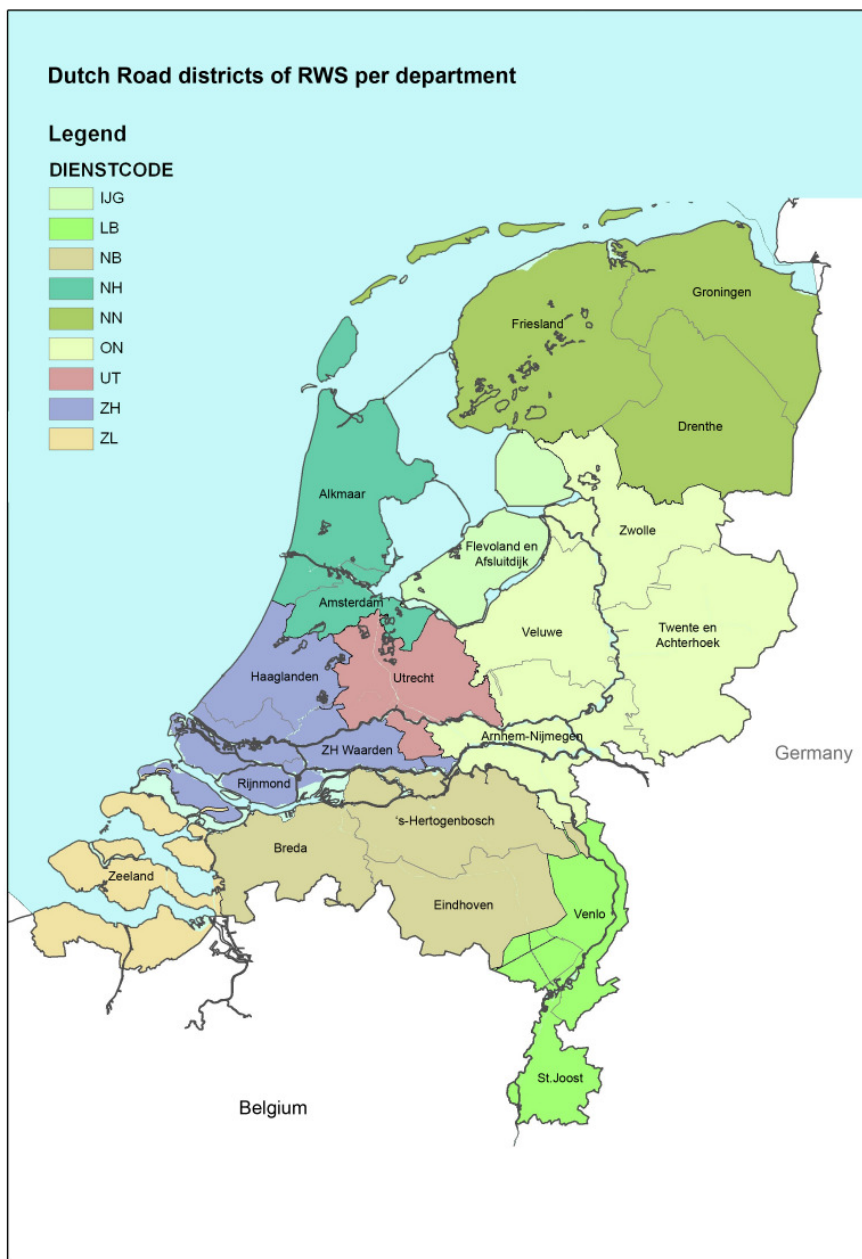 Dutch Road districts of RWS per department
Legend
DIENSTCODE
IJG
LB
NB
NH
NN
ON
UT
ZH
ZL
Groningen
Friesland
Drenthe
Alkmaar
Zwolle
Flevoland en
Afsluitdijk
Amsterdam
Veluwe
Twente en
Achterhoek
Haaglanden
Utrecht
Arnhem-Nijmegen
ZH Waarden
Germany
Rijnmond
's-Hertogenbosch
Breda
Zeeland
Eindhoven
Venlo
St.Joost
Belgium